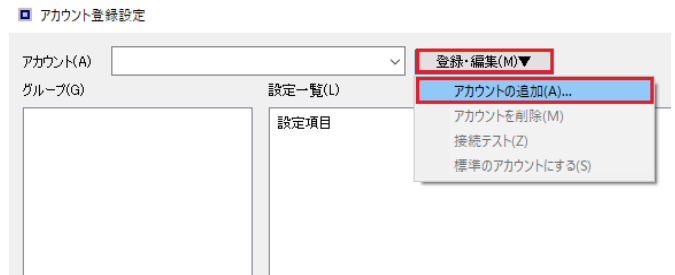 アカウント登録設定
アカウント(A)
登録・編集(M)▼
グループ(G)
設定一覧(L)
アカウントの追加(A)...
設定項目
アカウントを削除(M)
接続テスト(Z)
標準のアカウントにする(S)